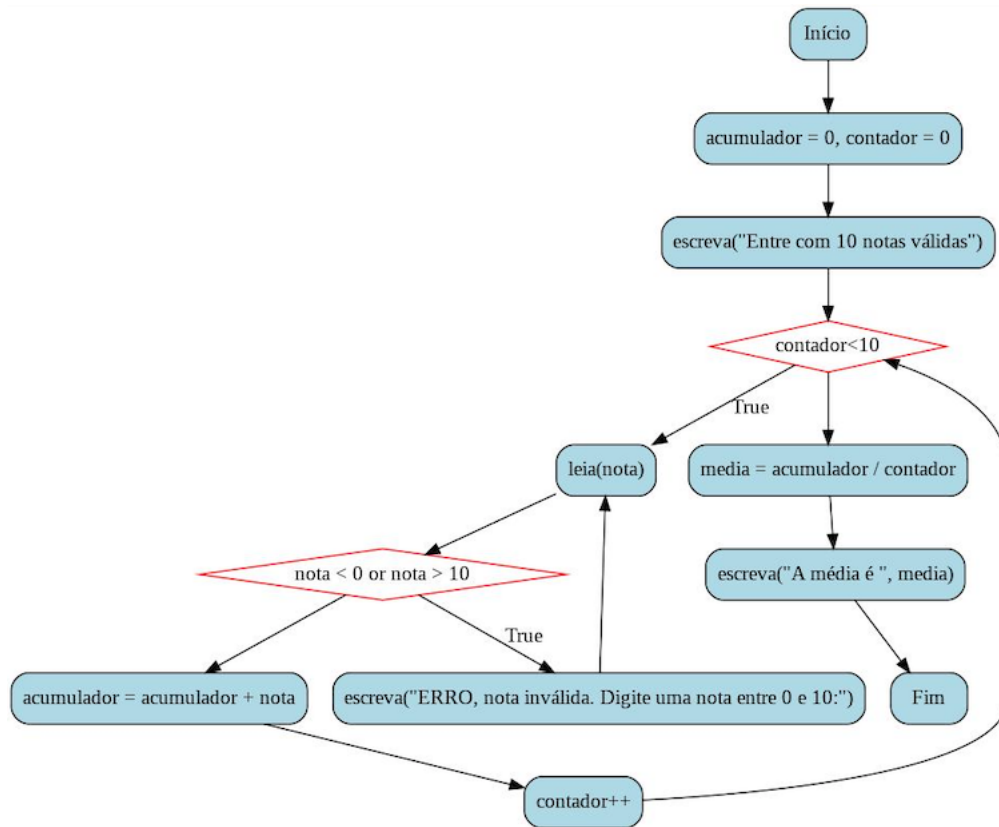 Início
acumulador = 0, contador = 0
escreva("Entre com 10 notas válidas")
contador<10
True
leia(nota)
media = acumulador / contador
nota < 0 or nota > 10
escreva("A média é ", media)
True
acumulador = acumulador + nota
escreva("ERRO, nota inválida. Digite uma nota entre 0 e 10:")
Fim
contador++